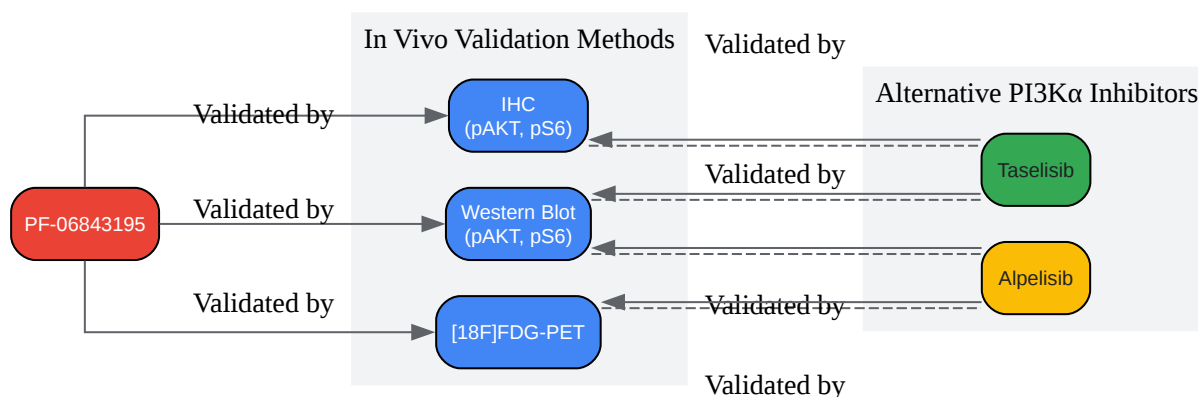 In Vivo Validation Methods
Validated by
Alternative PI3Kα Inhibitors
Validated by
IHC
(pAKT, pS6)
Taselisib
Validated by
PF-06843195
Validated by
Western Blot
(pAKT, pS6)
Alpelisib
Validated by
[18F]FDG-PET
Validated by
Validated by